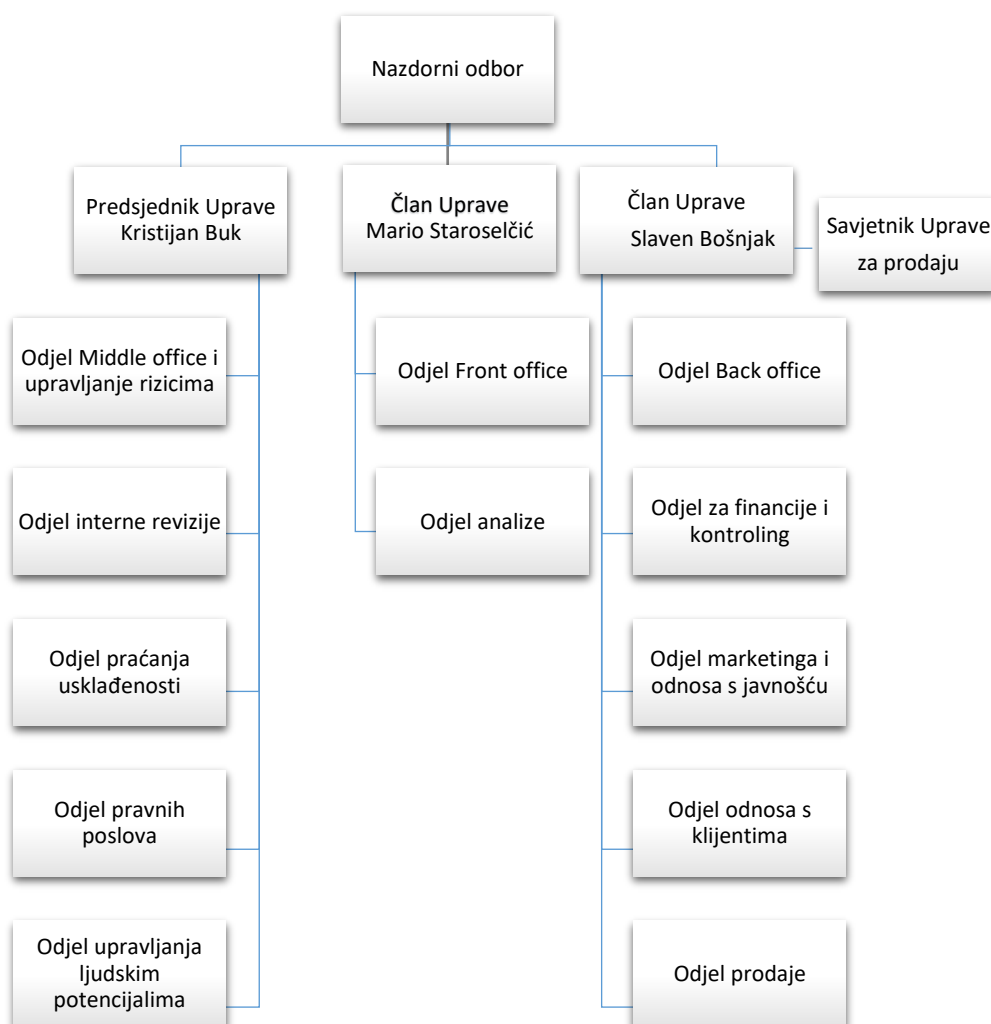 Nazdorni odbor
Predsjednik Uprave
Kristijan Buk
Član Uprave
Mario Staroselčić
Član Uprave
Slaven Bošnjak
Savjetnik Uprave
za prodaju
Odjel Middle office i
upravljanje rizicima
Odjel interne revizije
Odjel praćanja
usklađenosti
Odjel pravnih
poslova
Odjel upravljanja
ljudskim
potencijalima
Odjel Front office
Odjel analize
Odjel Back office
Odjel za financije i
kontroling
Odjel marketinga i
odnosa s javnošću
Odjel odnosa s
klijentima
Odjel prodaje